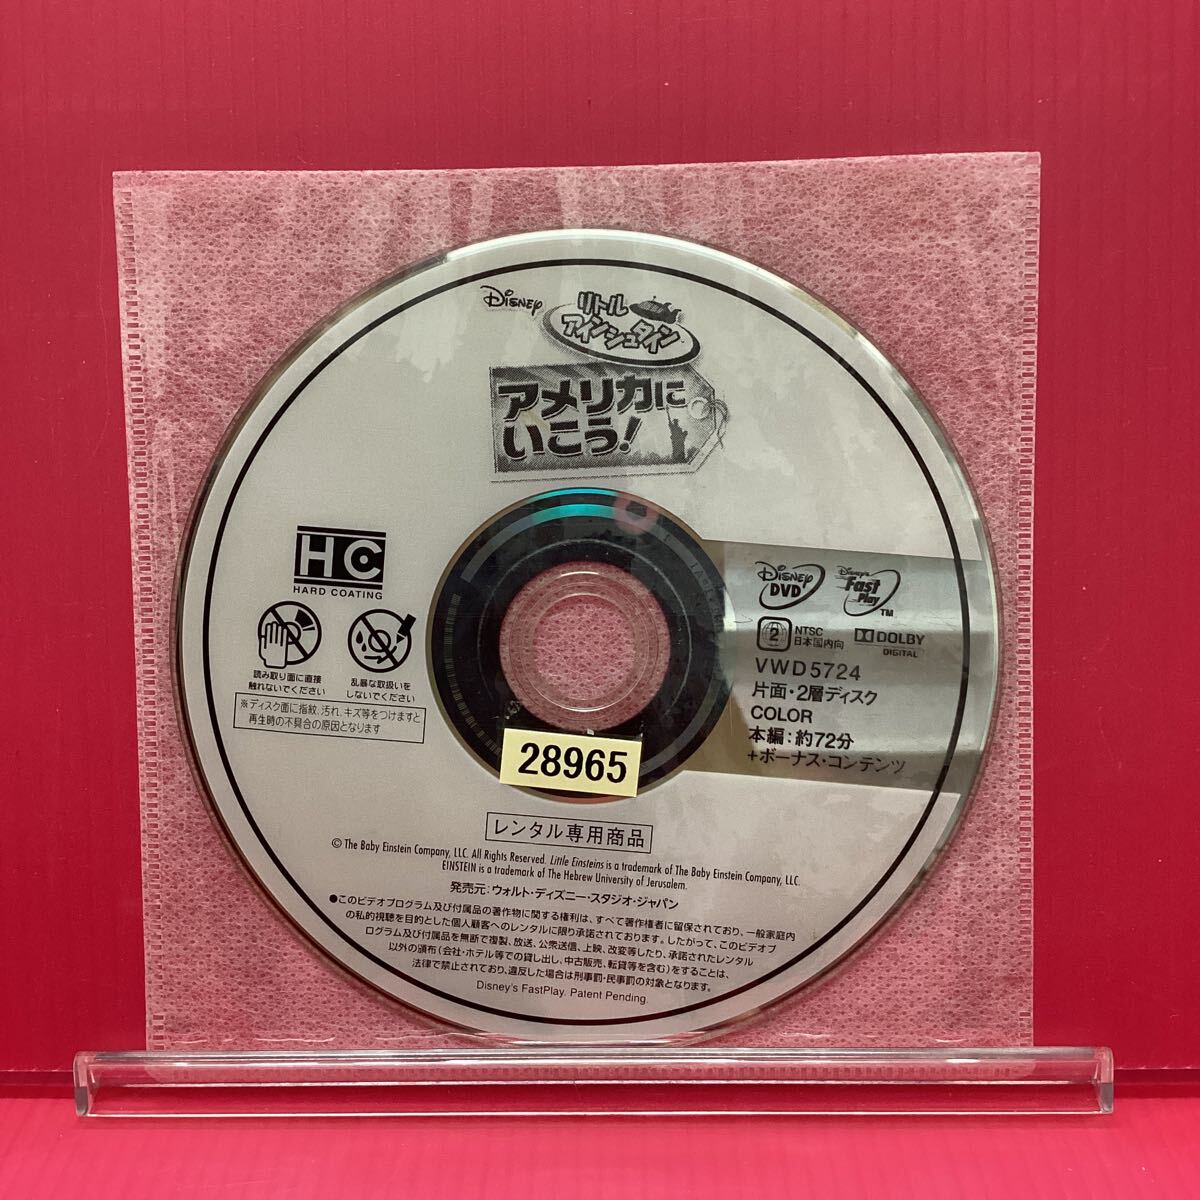 Disney
リトル
アインシュタイン
アメリカに
いこう!
HC
HARD COATING
読み取り面に直接
触れないでください
乱暴な取扱いを
しないでください
※ディスク面に指紋、汚れ、キズ等をつけますと
再生時の不具合の原因となります
Disney
DVD
Disney's
Fast
Play
TM
2
NTSC
日本国内向
DOLBY
DIGITAL
VWD5724
片面・2層ディスク
COLOR
本編:約72分
+ボーナス・コンテンツ
28965
レンタル専用商品
© The Baby Einstein Company, LLC. All Rights Reserved. Little Einsteins is a trademark of The Baby Einstein Company, LLC.
EINSTEIN is a trademark of The Hebrew University of Jerusalem.
発売元:ウォルト・ディズニー・スタジオ・ジャパン
●このビデオプログラム及び付属品の著作物に関する権利は、すべて著作権者に留保されており、一般家庭内
の私的視聴を目的とした個人顧客へのレンタルに限り承諾されております。したがって、このビデオプ
ログラム及び付属品を無断で複製、放送、公衆送信、上映、改変等したり、承諾されたレンタル
以外の頒布(会社・ホテル等での貸し出し、中古販売、転貸等を含む)をすることは、
法律で禁止されており、違反した場合は刑事罰・民事罰の対象となります。
Disney's FastPlay. Patent Pending.